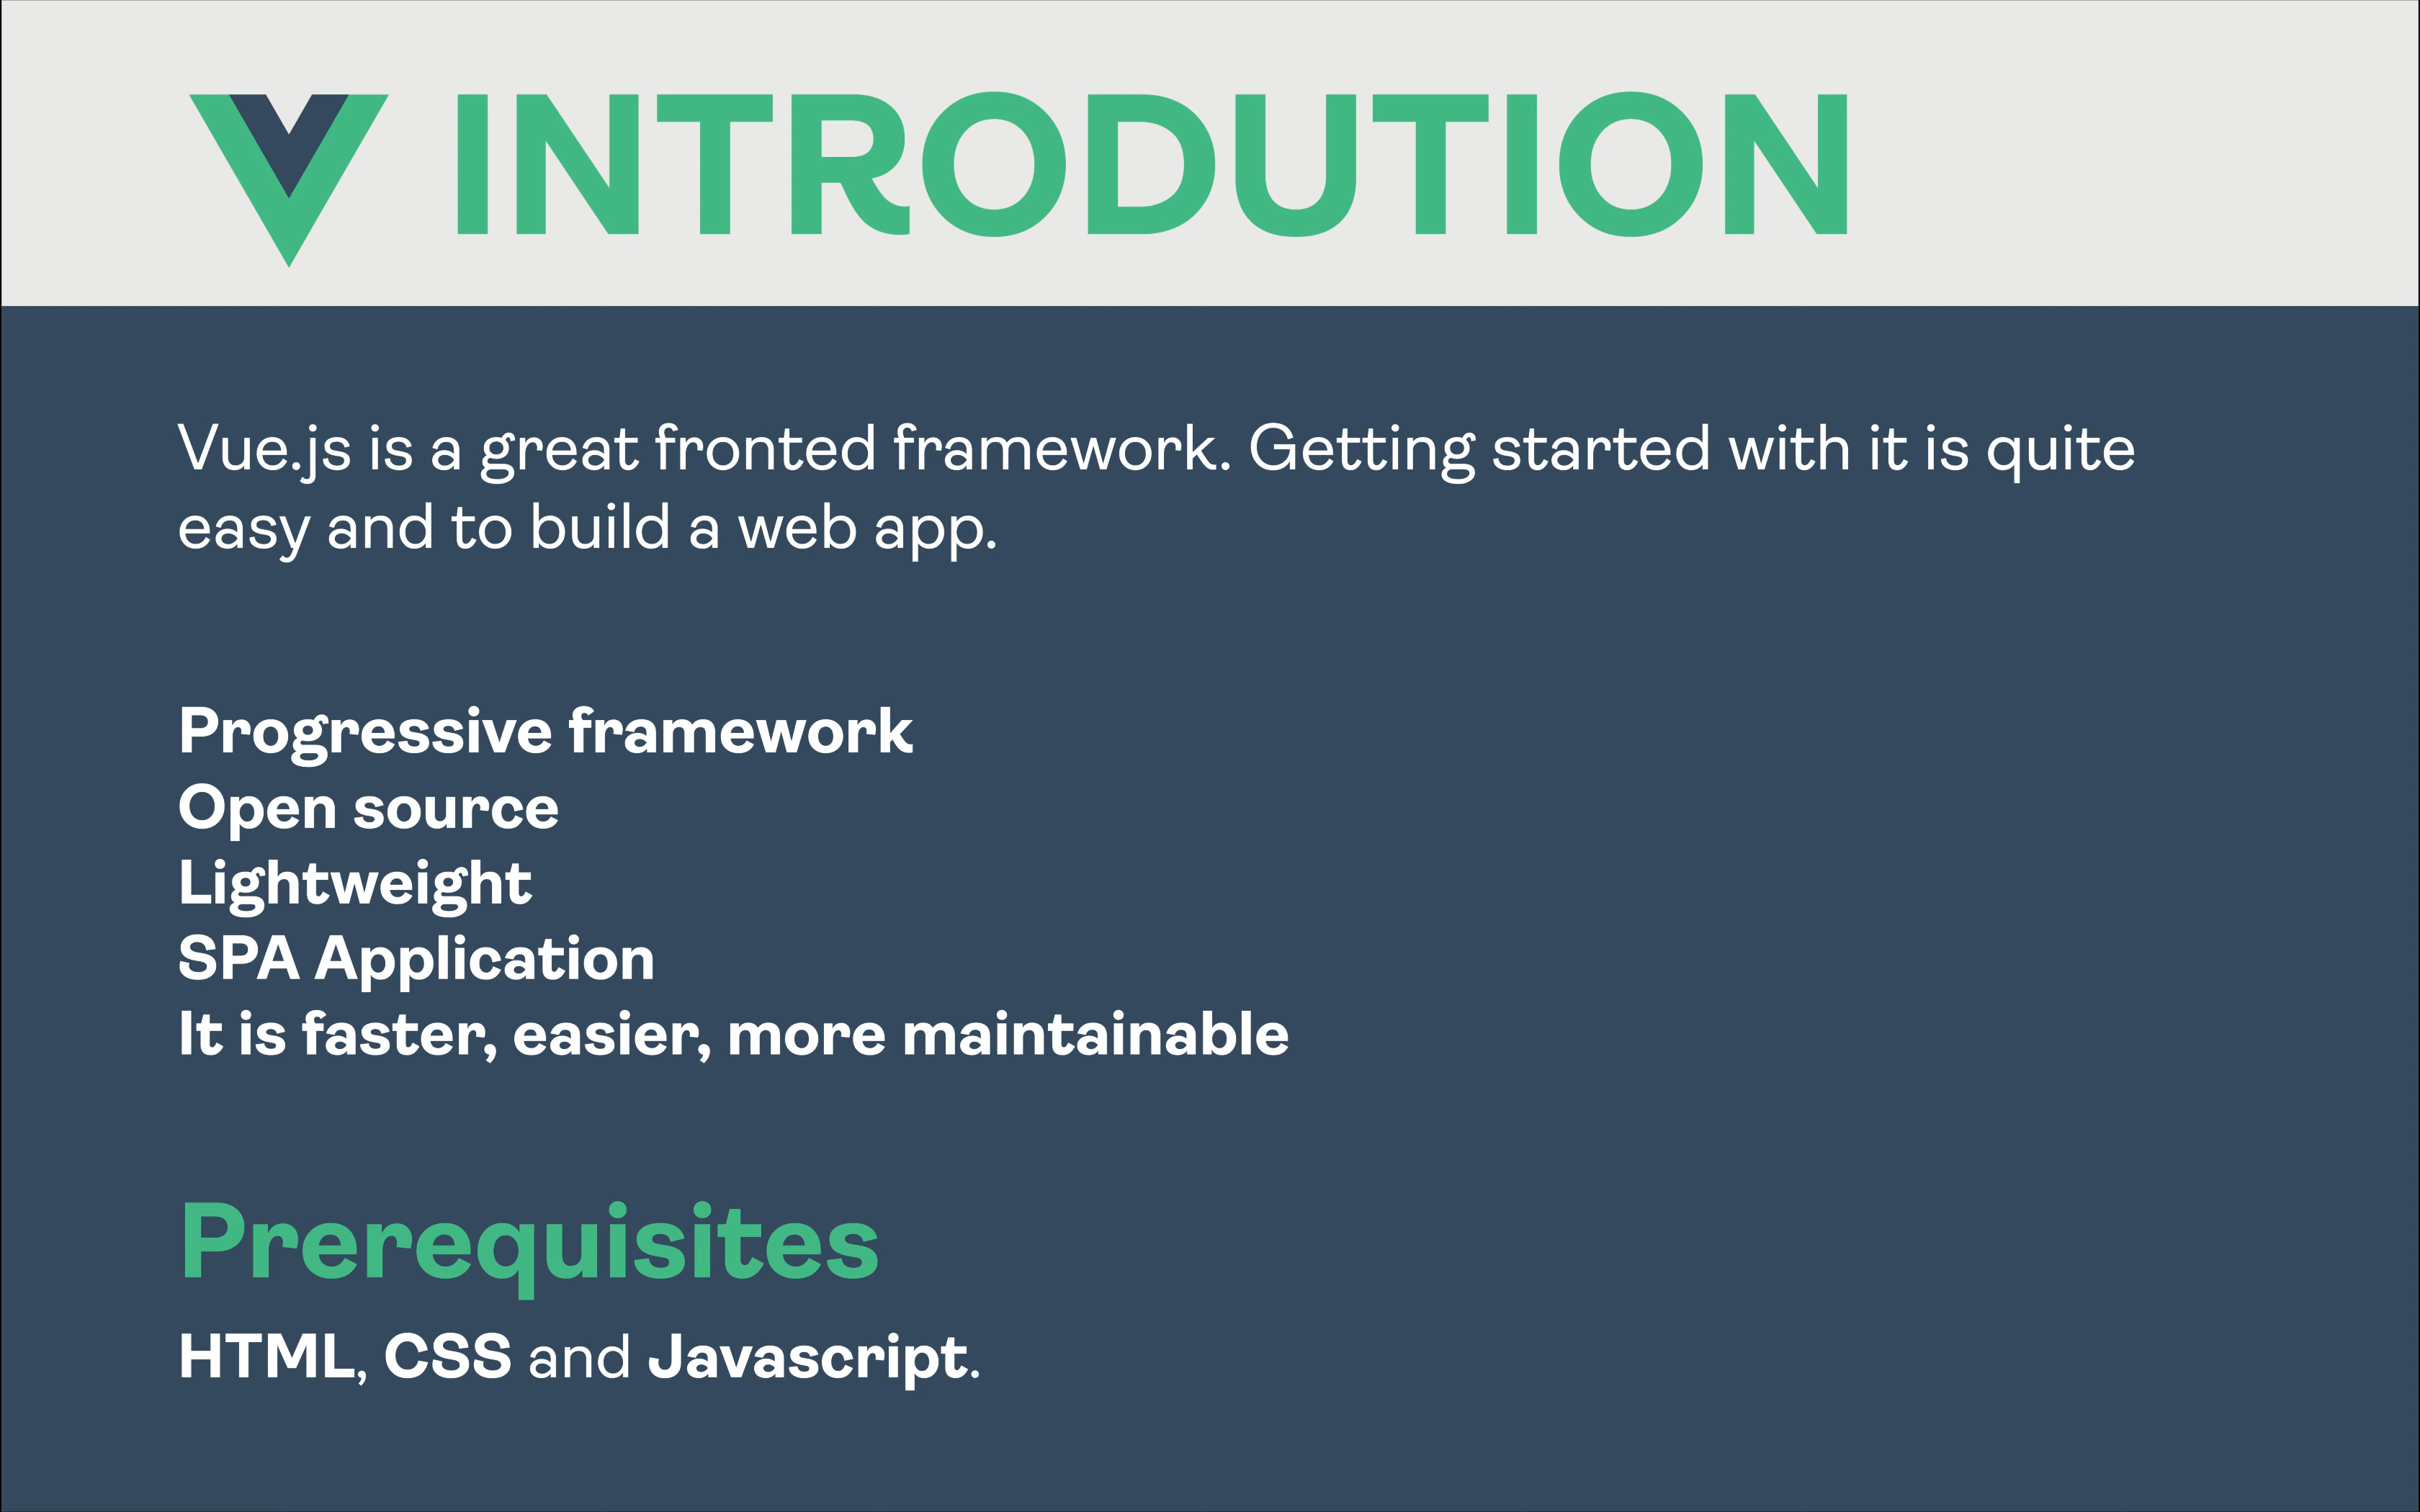 INTRODUTION
Vue.js is a great fronted framework. Getting started with it is quite
easy and to build a web app.
Progressive framework
Open source
Lightweight
SPA Application
It is faster, easier, more maintainable
Prerequisites
HTML, CSS and Javascript.